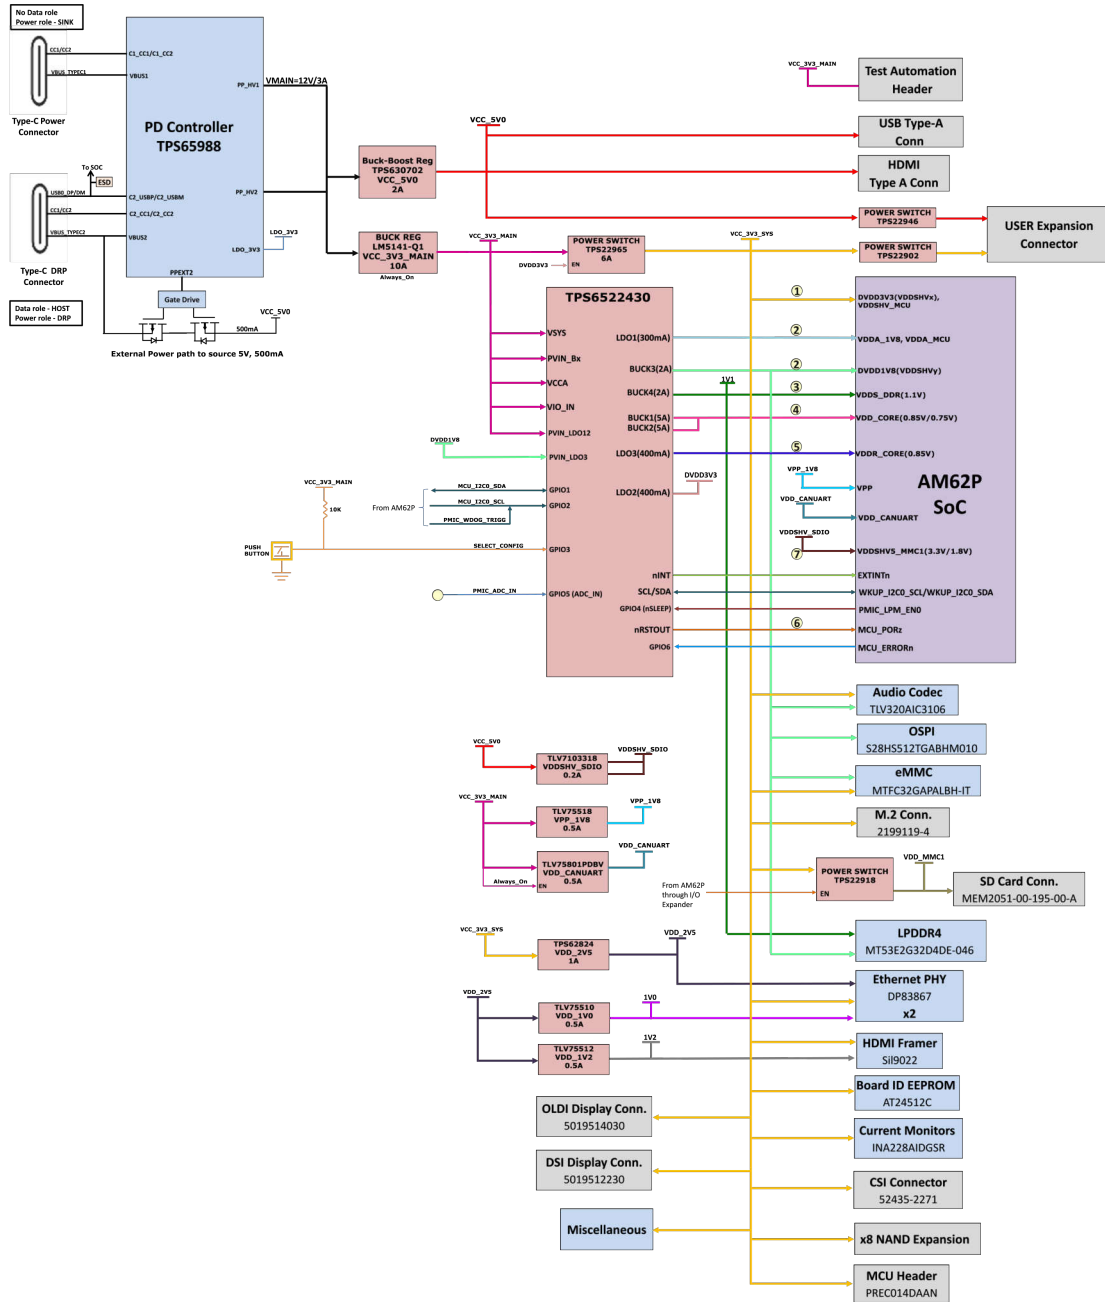 No Data role
Power role - SINK
CC1/CC2
VBUS_TYPEC1
Type-C Power
Connector
C1_CC1/C1_CC2
VBUS1
PP_HV1
VMAIN=12V/3A
PD Controller
TPS65988
To SOC
ESD
USB0_DP/DM
CC1/CC2
VBUS_TYPEC2
C2_USBP/C2_USBM
C2_CC1/C2_CC2
VBUS2
PP_HV2
LDO_3V3
LDO_3V3
PPEXT2
Type-C DRP
Connector
Data role - HOST
Power role - DRP
Gate Drive
VCC_5V0
500mA
External Power path to source 5V, 500mA
Buck-Boost Reg
TPS630702
VCC_5V0
2A
BUCK REG
LM5141-Q1
VCC_3V3_MAIN
10A
Always_On
VCC_5V0
VCC_3V3_MAIN
Test Automation
Header
USB Type-A
Conn
HDMI
Type A Conn
POWER SWITCH
TPS22946
POWER SWITCH
TPS22902
USER Expansion
Connector
VCC_3V3_MAIN
POWER SWITCH
TPS22965
6A
EN
DVDD3V3
VCC_3V3_SYS
TPS6522430
VSYS
PVIN_Bx
VCCA
VIO_IN
PVIN_LDO12
PVIN_LDO3
DVDD1V8
GPIO1
GPIO2
GPIO3
GPIO5 (ADC_IN)
LDO1(300mA)
BUCK3(2A)
BUCK4(2A)
BUCK1(5A)
BUCK2(5A)
LDO3(400mA)
LDO2(400mA)
DVDD3V3
nINT
SCL/SDA
GPIO4 (nSLEEP)
nRSTOUT
GPIO6
VCC_3V3_MAIN
10K
From AM62P
MCU_I2C0_SDA
MCU_I2C0_SCL
PMIC_WDOG_TRIGG
PUSH
BUTTON
SELECT_CONFIG
PMIC_ADC_IN
1V1
1
2
2
3
4
5
7
6
AM62P
SoC
DVDD3V3(VDDSHVx),
VDDSHV_MCU
VDDA_1V8, VDDA_MCU
DVDD1V8(VDDSHVy)
VDDS_DDR(1.1V)
VDD_CORE(0.85V/0.75V)
VDDR_CORE(0.85V)
VPP_1V8
VPP
VDD_CANUART
VDD_CANUART
VDDSHV_SDIO
VDDSHV5_MMC1(3.3V/1.8V)
EXTINTn
WKUP_I2C0_SCL/WKUP_I2C0_SDA
PMIC_LPM_EN0
MCU_PORz
MCU_ERRORn
Audio Codec
TLV320AIC3106
OSPI
S28HS512TGABHM010
eMMC
MTFC32GAPALBH-IT
M.2 Conn.
2199119-4
VCC_5V0
TLV7103318
VDDSHV_SDIO
0.2A
VDDSHV_SDIO
VCC_3V3_MAIN
TLV75518
VPP_1V8
0.5A
VPP_1V8
TLV75801PDBV
VDD_CANUART
0.5A
EN
Always_On
VDD_CANUART
From AM62P
through I/O
Expander
POWER SWITCH
TPS22918
EN
VDD_MMC1
SD Card Conn.
MEM2051-00-195-00-A
VCC_3V3_SYS
TPS62824
VDD_2V5
1A
VDD_2V5
LPDDR4
MT53E2G32D4DE-046
Ethernet PHY
DP83867
x2
VDD_2V5
TLV75510
VDD_1V0
0.5A
1V0
TLV75512
VDD_1V2
0.5A
1V2
HDMI Framer
SiI9022
Board ID EEPROM
AT24512C
OLDI Display Conn.
5019514030
Current Monitors
INA228AIDGSR
DSI Display Conn.
5019512230
CSI Connector
52435-2271
Miscellaneous
x8 NAND Expansion
MCU Header
PREC014DAAN